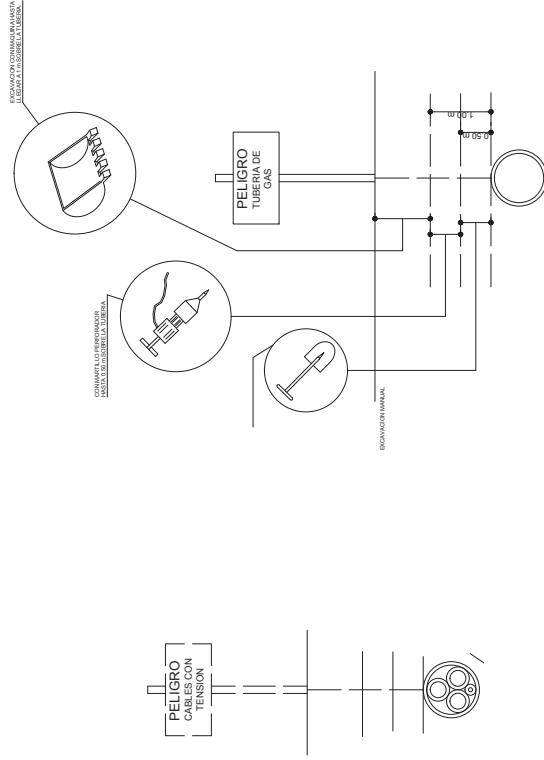 EXCAVACION CON MAQUINA HASTA
LLEGAR A 1 m SOBRE LA TUBERIA
CON MARTILLO PERFORADOR
HASTA 0.50 m SOBRE LA TUBERIA
PELIGRO
TUBERIA DE
GAS
1.00 m
0.50 m
EXCAVACION MANUAL
PELIGRO
CABLES CON
TENSION